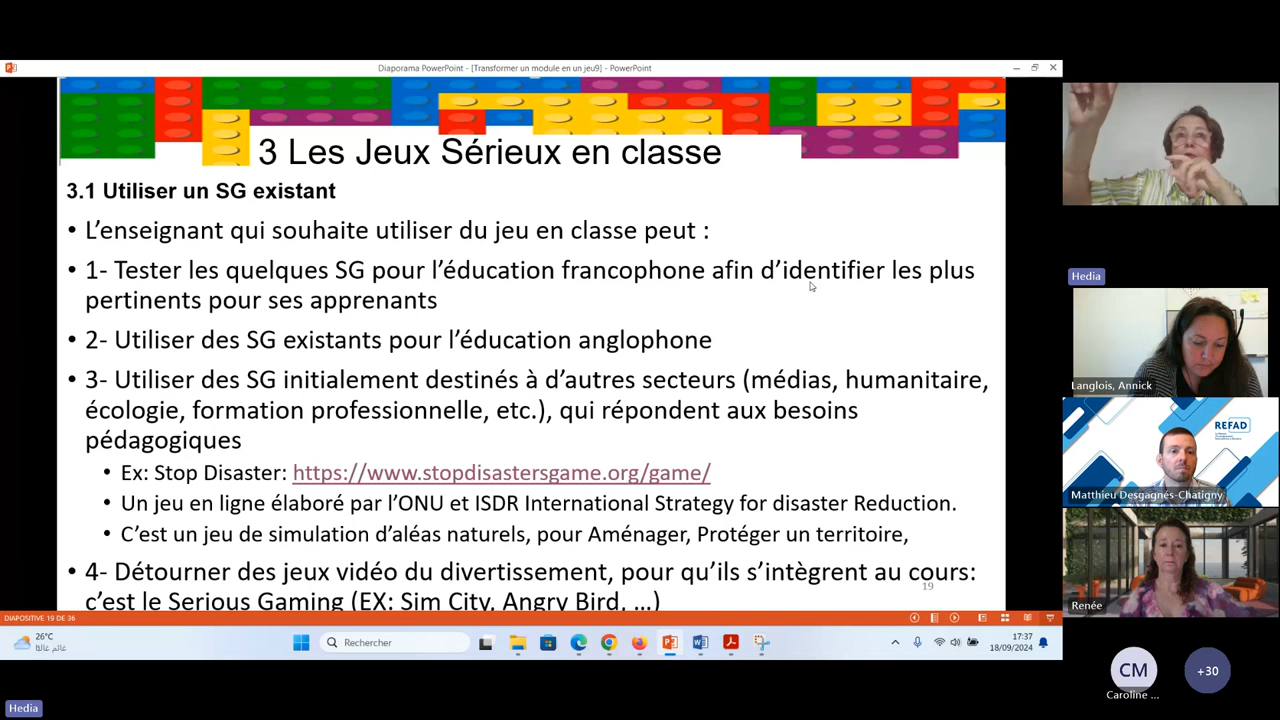 Diaporama PowerPoint - [Transformer un module en un jeu9] - PowerPoint
3 Les Jeux Sérieux en classe
3.1 Utiliser un SG existant
• L’enseignant qui souhaite utiliser du jeu en classe peut :
• 1- Tester les quelques SG pour l’éducation francophone afin d’identifier les plus
pertinents pour ses apprenants
• 2- Utiliser des SG existants pour l’éducation anglophone
• 3- Utiliser des SG initialement destinés à d’autres secteurs (médias, humanitaire,
écologie, formation professionnelle, etc.), qui répondent aux besoins
pédagogiques
• Ex: Stop Disaster: https://www.stopdisastersgame.org/game/
• Un jeu en ligne élaboré par l’ONU et ISDR International Strategy for disaster Reduction.
• C’est un jeu de simulation d’aléas naturels, pour Aménager, Protéger un territoire,
• 4- Détourner des jeux vidéo du divertissement, pour qu’ils s’intègrent au cours:
c’est le Serious Gaming (EX: Sim City, Angry Bird, …)
19
DIAPOSITIVE 19 DE 36
26°C
غائم غالبًا
Rechercher
17:37
18/09/2024
Hedia
Langlois, Annick
REFAD
Matthieu Desgagnés-Chatigny
Renée
CM
Caroline ...
+30
Hedia